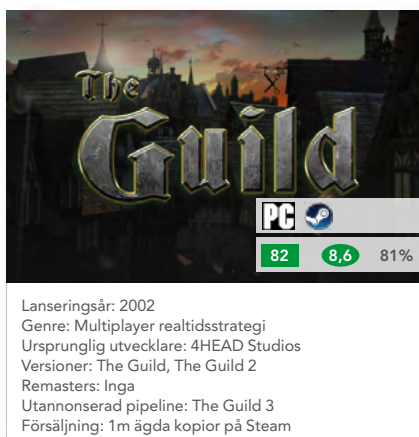 The
Guild
PC
82 8,6 81%
Lanseringsår: 2002
Genre: Multiplayer realtidsstrategi
Ursprunglig utvecklare: 4HEAD Studios
Versioner: The Guild, The Guild 2
Remasters: Inga
Utannonserad pipeline: The Guild 3
Försäljning: 1m ägda kopior på Steam